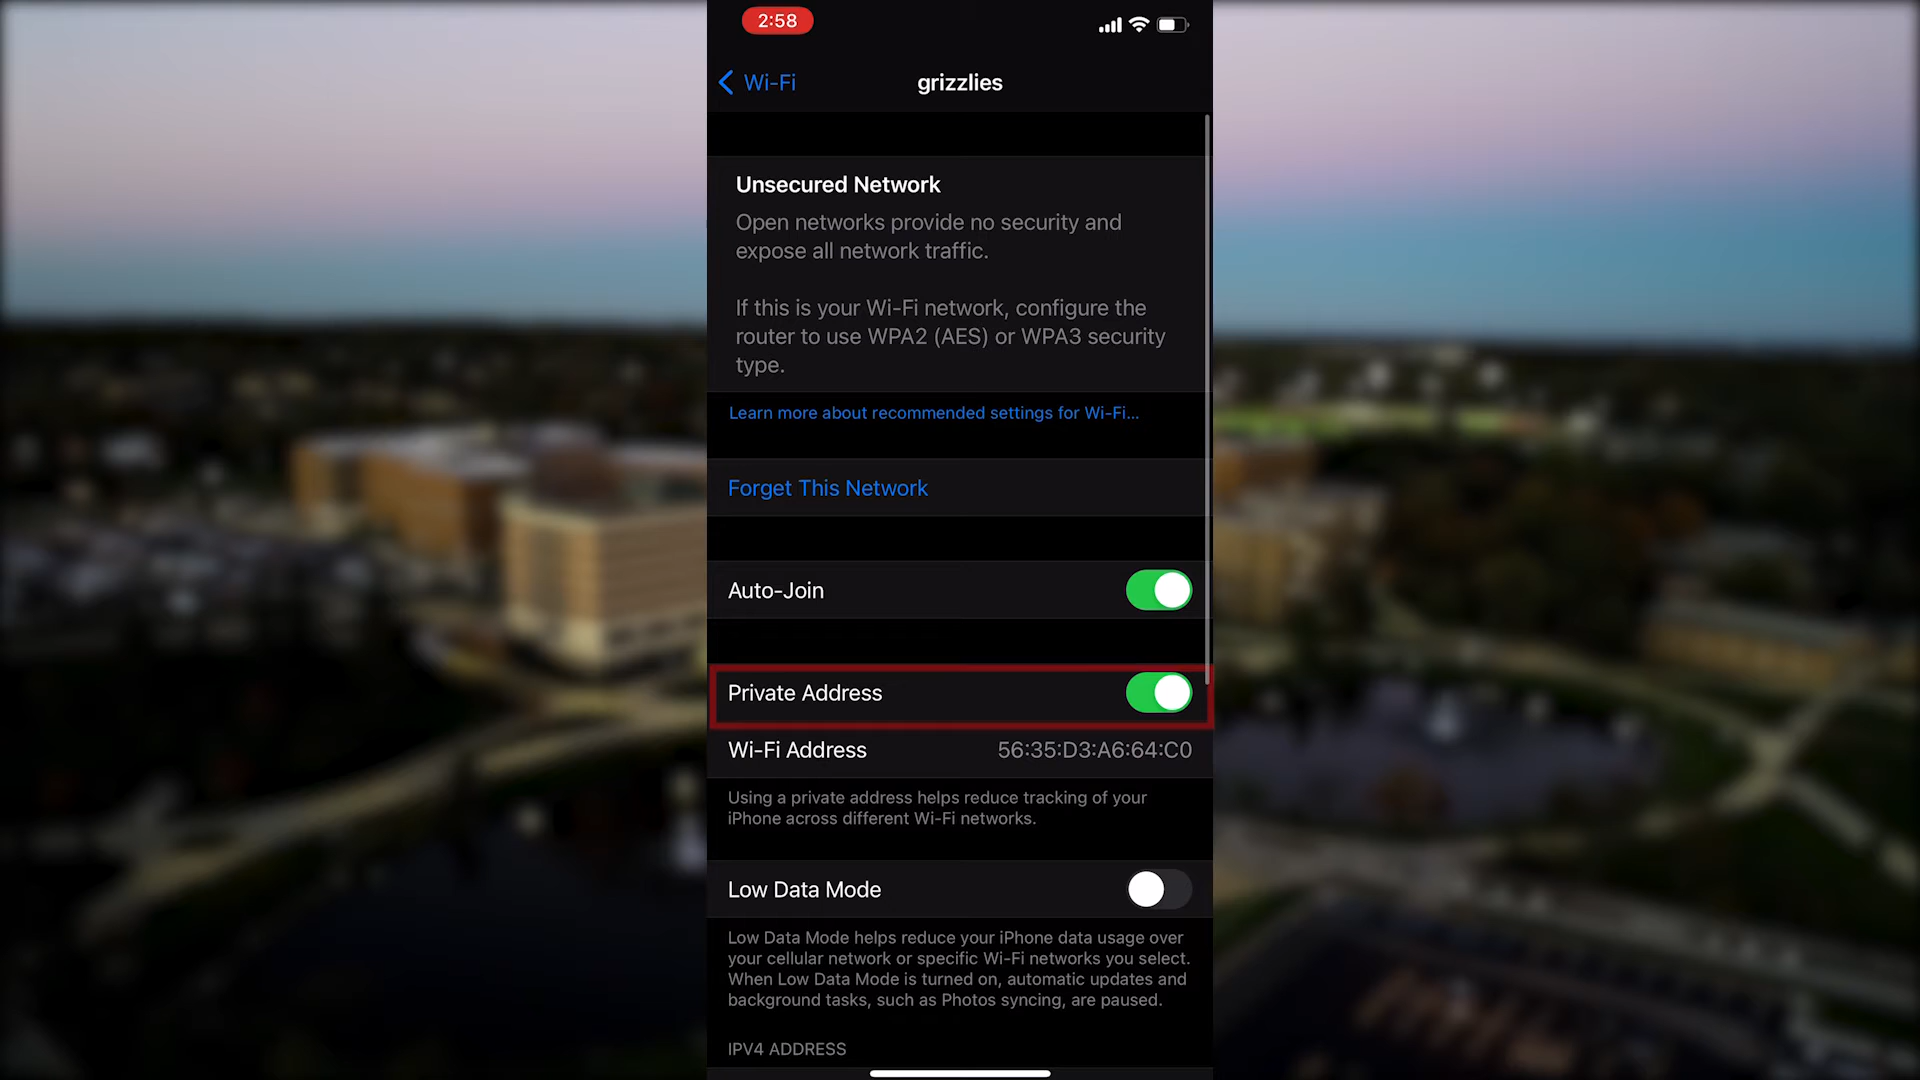 2:58
Wi-Fi
grizzlies
Unsecured Network
Open networks provide no security and
expose all network traffic.
If this is your Wi-Fi network, configure the
router to use WPA2 (AES) or WPA3 security
type.
Learn more about recommended settings for Wi-Fi...
Forget This Network
Auto-Join
Private Address
Wi-Fi Address 56:35:D3:A6:64:C0
Using a private address helps reduce tracking of your
iPhone across different Wi-Fi networks.
Low Data Mode
Low Data Mode helps reduce your iPhone data usage over
your cellular network or specific Wi-Fi networks you select.
When Low Data Mode is turned on, automatic updates and
background tasks, such as Photos syncing, are paused.
IPV4 ADDRESS